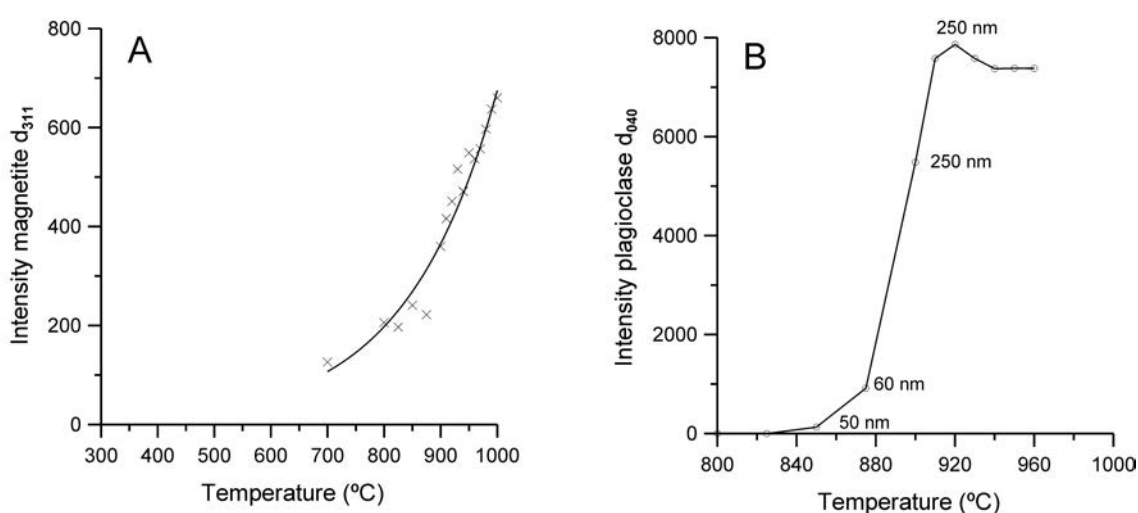 A
Intensity magnetite d311
800
600
400
200
0
300 400 500 600 700 800 900 1000
Temperature (ºC)
B
Intensity plagioclase d040
8000
6000
4000
2000
0
250 nm
250 nm
60 nm
50 nm
800 840 880 920 960 1000
Temperature (ºC)